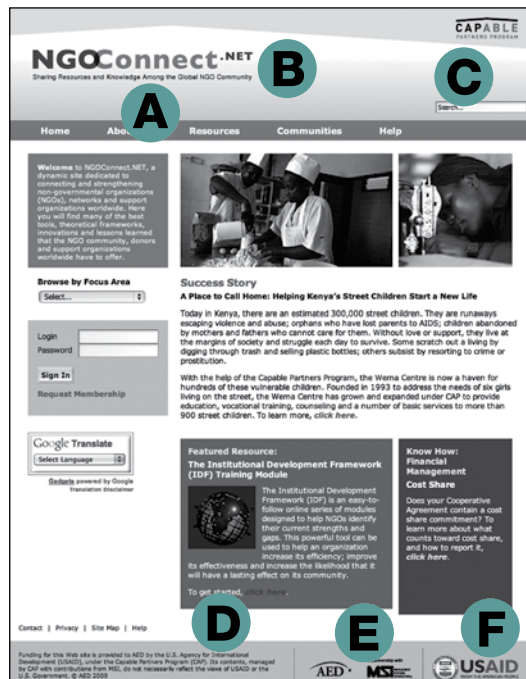 CAPABLE
PARTNERS PROGRAM
NGOConnect.NET
Sharing Resources and Knowledge Among the Global NGO Community
B
C
Search...
A
Home About Resources Communities Help
Welcome to NGOConnect.NET, a
dynamic site dedicated to
connecting and strengthening
non-governmental organizations
(NGOs), networks and support
organizations worldwide. Here
you will find many of the best
tools, theoretical frameworks,
innovations and lessons learned
that the NGO community, donors
and support organizations
worldwide have to offer.
Browse by Focus Area
Select...
Login
Password
Sign In
Request Membership
Google Translate
Select Language
Gadgets powered by Google
Translation Disclaimer
Success Story
A Place to Call Home: Helping Kenya's Street Children Start a New Life
Today in Kenya, there are an estimated 300,000 street children. They are runaways
escaping violence and abuse; orphans who have lost parents to AIDS; children abandoned
by mothers and fathers who cannot care for them. Without love or support, they live at
the margins of society and struggle each day to survive. Some scratch out a living by
digging through trash and selling plastic bottles; others subsist by resorting to crime or
prostitution.
With the help of the Capable Partners Program, the Wema Centre is now a haven for
hundreds of these vulnerable children. Founded in 1993 to address the needs of six girls
living on the street, the Wema Centre has grown and expanded under CAP to provide
education, vocational training, counseling and a number of basic services to more than
900 street children. To learn more, click here.
Featured Resource:
The Institutional Development Framework
(IDF) Training Module
The Institutional Development
Framework (IDF) is an easy-to-
follow online series of modules
designed to help NGOs identify
their current strengths and
gaps. This powerful tool can be
used to help an organization
increase its efficiency; improve
its effectiveness and increase the likelihood that it
will have a lasting effect on its community.
To get started, click here.
Know How:
Financial
Management
Cost Share
Does your Cooperative
Agreement contain a cost
share commitment? To
learn more about what
counts toward cost share,
and how to report it,
click here.
D
E
F
Contact | Privacy | Site Map | Help
Funding for this Web site is provided to AED by the U.S. Agency for International
Development (USAID), under the Capable Partners Program (CAP). Its contents, managed
by CAP with contributions from MSI, do not necessarily reflect the views of USAID or the
U.S. Government. © AED 2009
AED
MSI
USAID
FROM THE AMERICAN PEOPLE